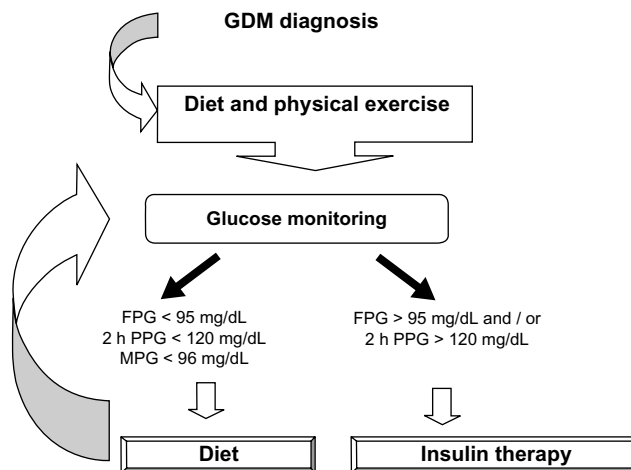 GDM diagnosis
Diet and physical exercise
Glucose monitoring
FPG < 95 mg/dL
2 h PPG < 120 mg/dL
MPG < 96 mg/dL
FPG > 95 mg/dL and / or
2 h PPG > 120 mg/dL
Diet
Insulin therapy